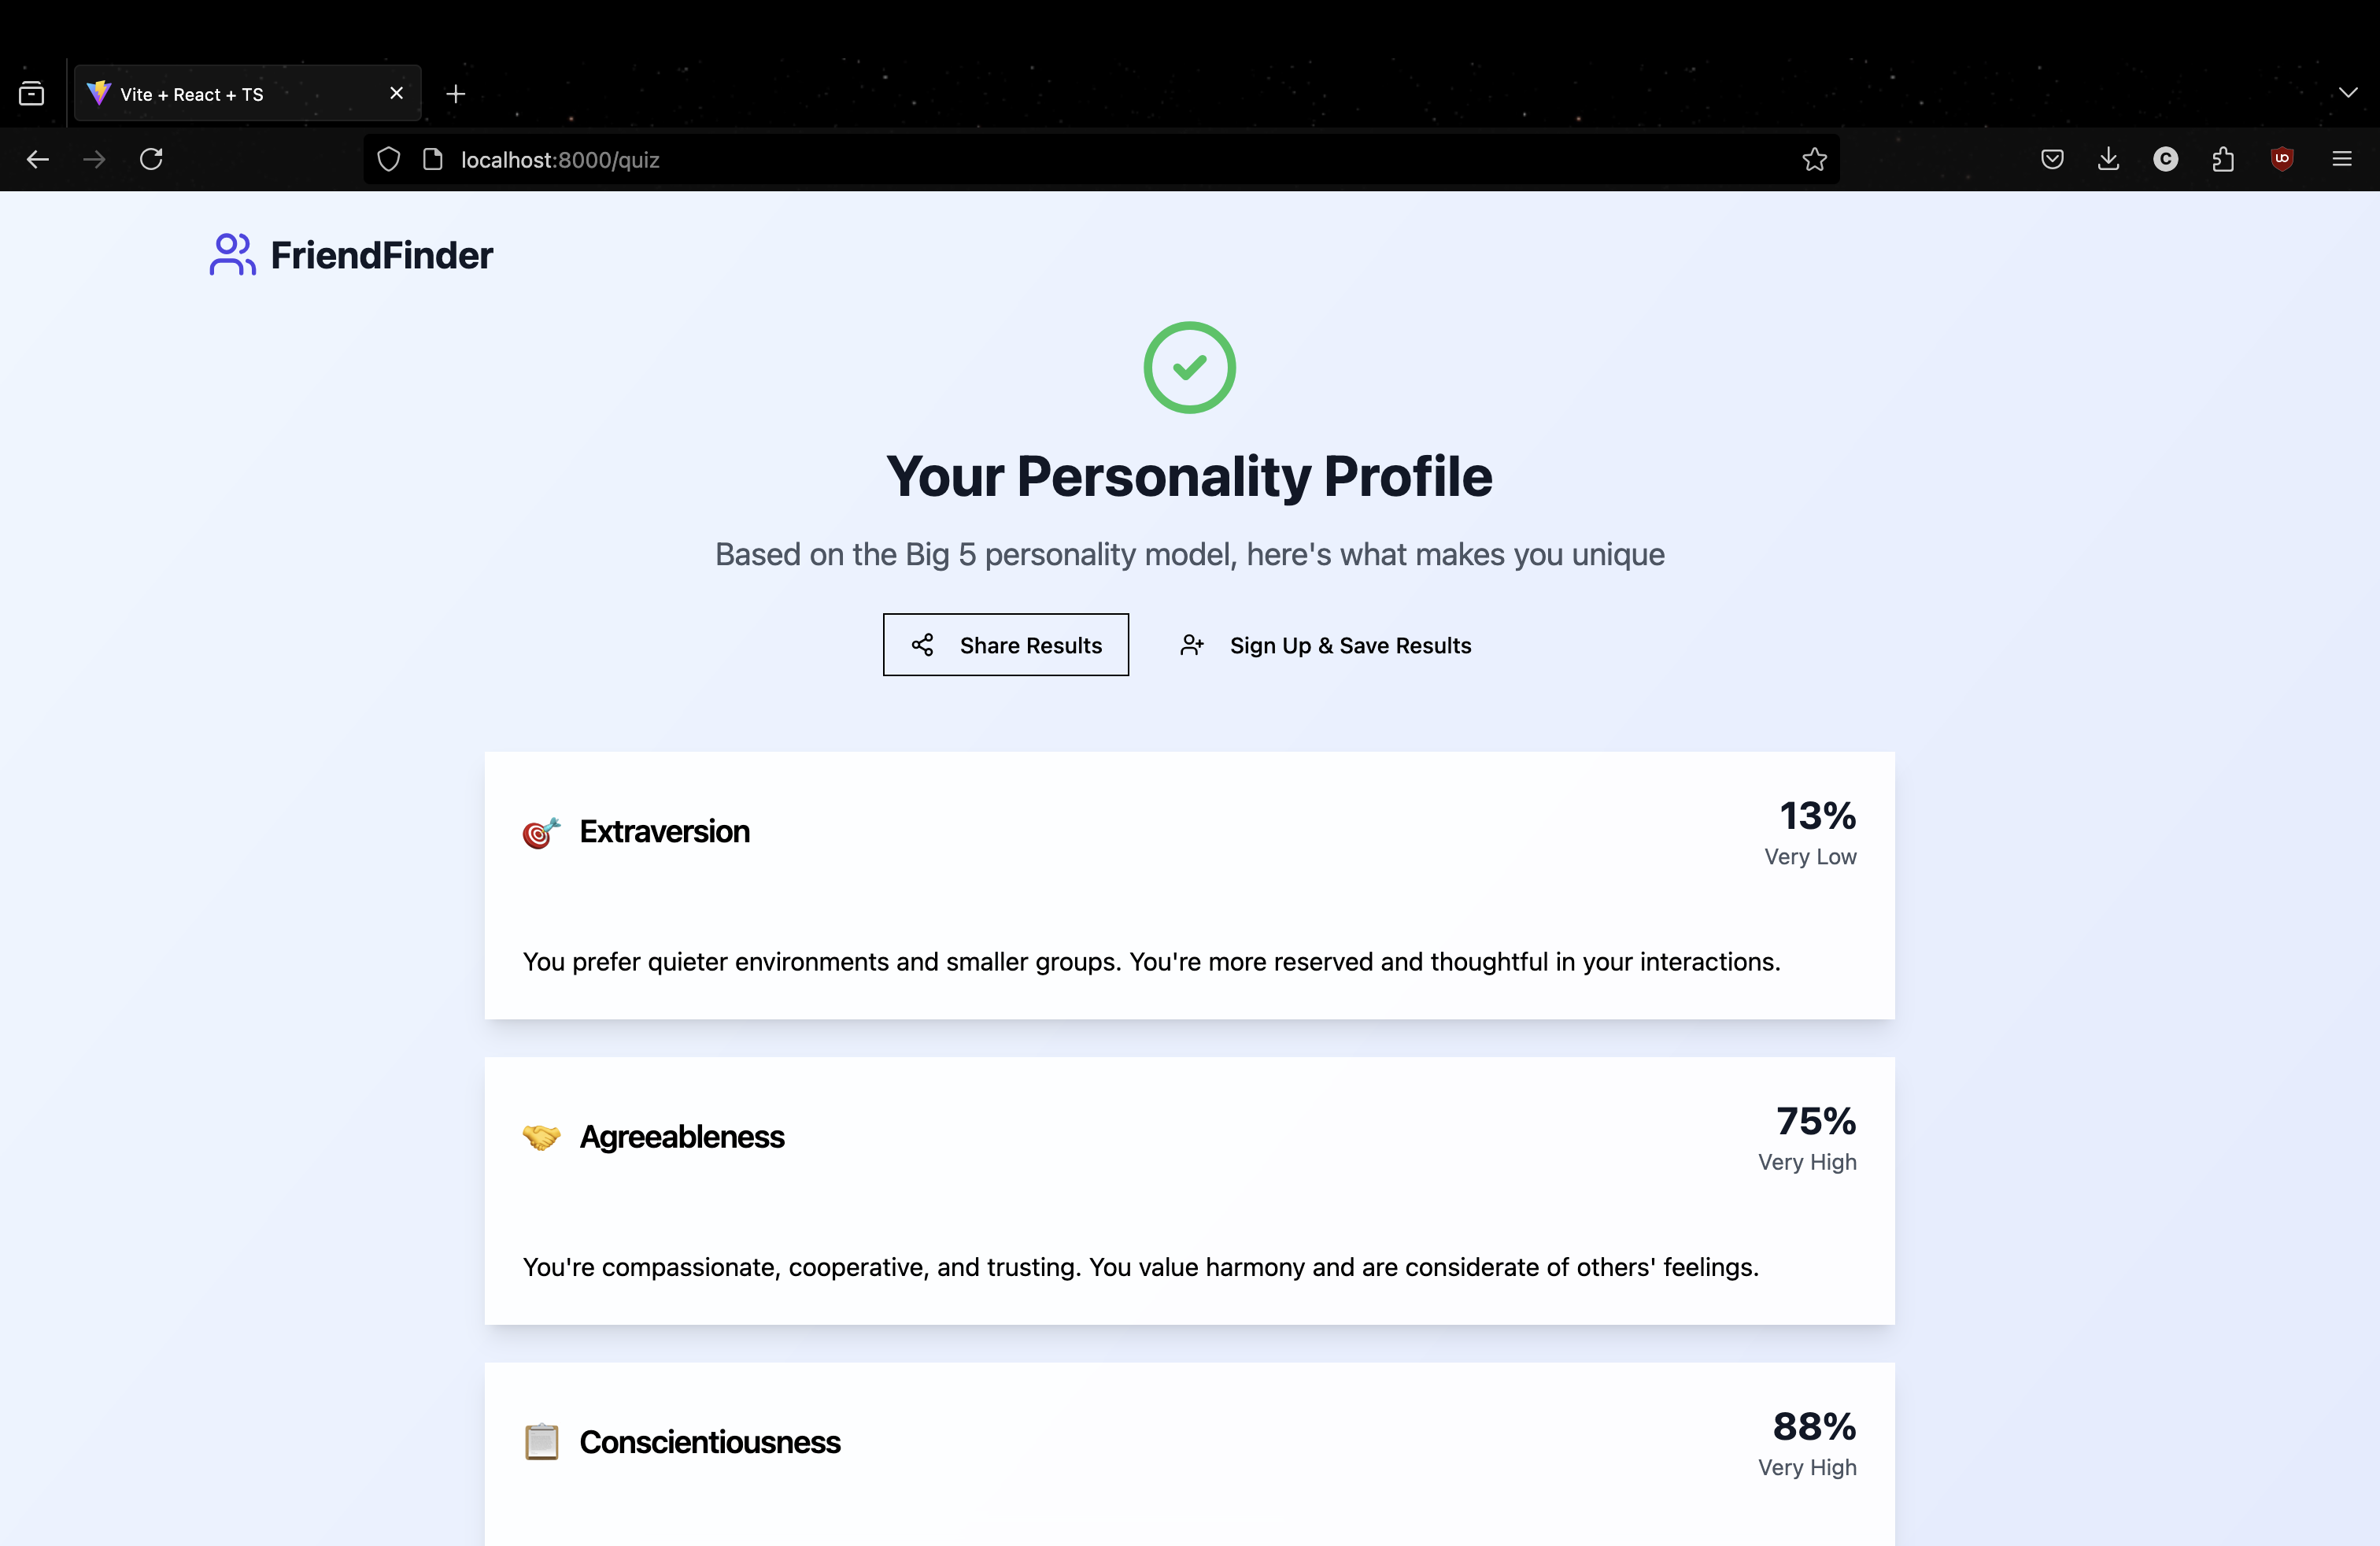 Vite + React + TS
localhost:8000/quiz
FriendFinder
Your Personality Profile
Based on the Big 5 personality model, here's what makes you unique
Share Results
Sign Up & Save Results
Extraversion
13%
Very Low
You prefer quieter environments and smaller groups. You're more reserved and thoughtful in your interactions.
Agreeableness
75%
Very High
You're compassionate, cooperative, and trusting. You value harmony and are considerate of others' feelings.
Conscientiousness
88%
Very High